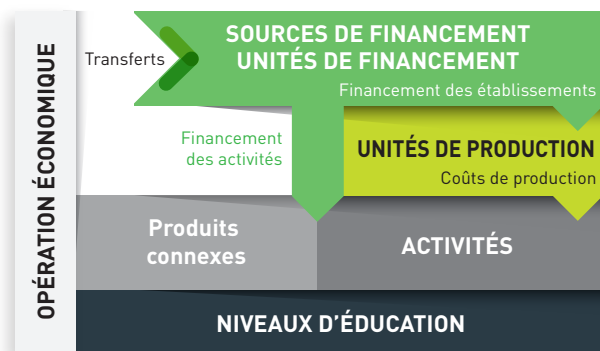 OPÉRATION ÉCONOMIQUE
Transferts
SOURCES DE FINANCEMENT
UNITÉS DE FINANCEMENT
Financement des établissements
Financement
des activités
UNITÉS DE PRODUCTION
Coûts de production
Produits
connexes
ACTIVITÉS
NIVEAUX D'ÉDUCATION